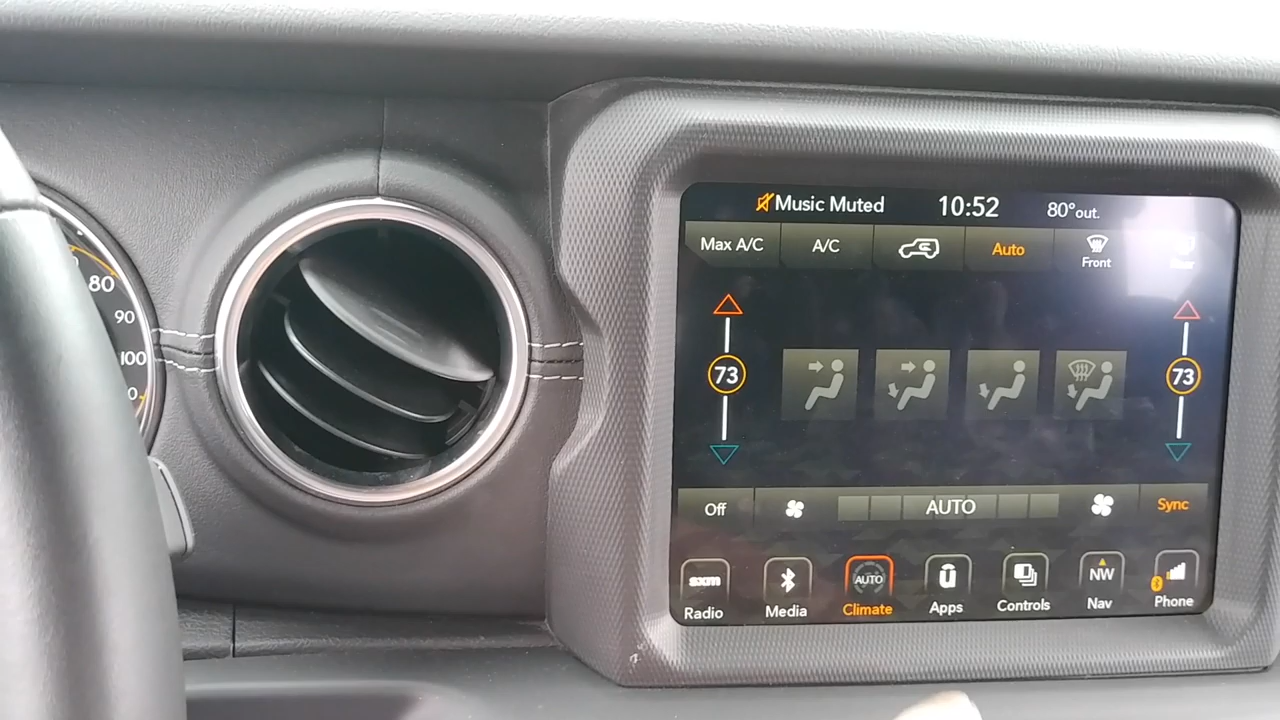 Music Muted 10:52 80° out.
Max A/C A/C Auto Front
80
90
100
73 73
Off AUTO Sync
sxm AUTO NW
Radio Media Climate Apps Controls Nav Phone